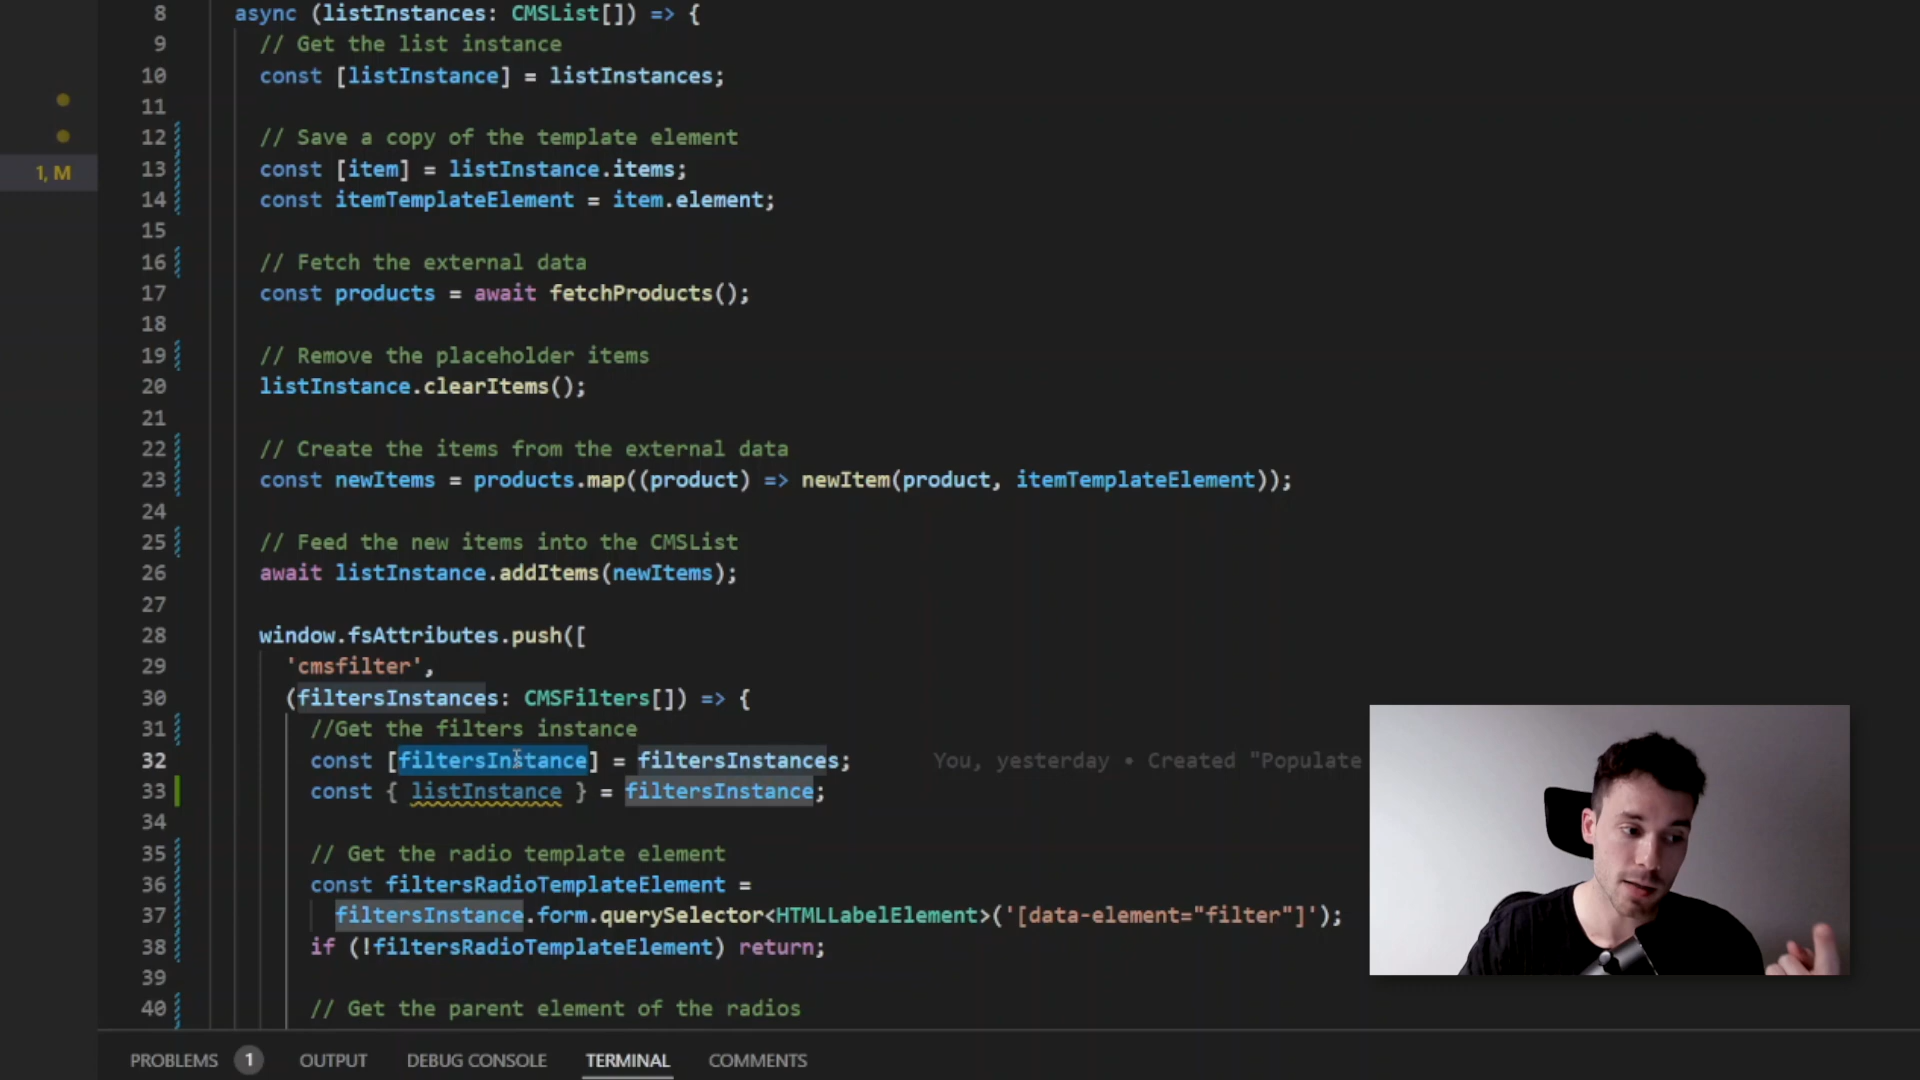 8 async (listInstances: CMSList[]) => {
9 // Get the list instance
10 const [listInstance] = listInstances;
11
12 // Save a copy of the template element
13 const [item] = listInstance.items;
1, M
14 const itemTemplateElement = item.element;
15
16 // Fetch the external data
17 const products = await fetchProducts();
18
19 // Remove the placeholder items
20 listInstance.clearItems();
21
22 // Create the items from the external data
23 const newItems = products.map((product) => newItem(product, itemTemplateElement));
24
25 // Feed the new items into the CMSList
26 await listInstance.addItems(newItems);
27
28 window.fsAttributes.push([
29 'cmsfilter',
30 (filtersInstances: CMSFilters[]) => {
31 //Get the filters instance
32 const [filtersInstance] = filtersInstances; You, yesterday • Created "Populate
33 const { listInstance } = filtersInstance;
34
35 // Get the radio template element
36 const filtersRadioTemplateElement =
37 filtersInstance.form.querySelector<HTMLLabelElement>('[data-element="filter"]');
38 if (!filtersRadioTemplateElement) return;
39
40 // Get the parent element of the radios
PROBLEMS 1 OUTPUT DEBUG CONSOLE TERMINAL COMMENTS